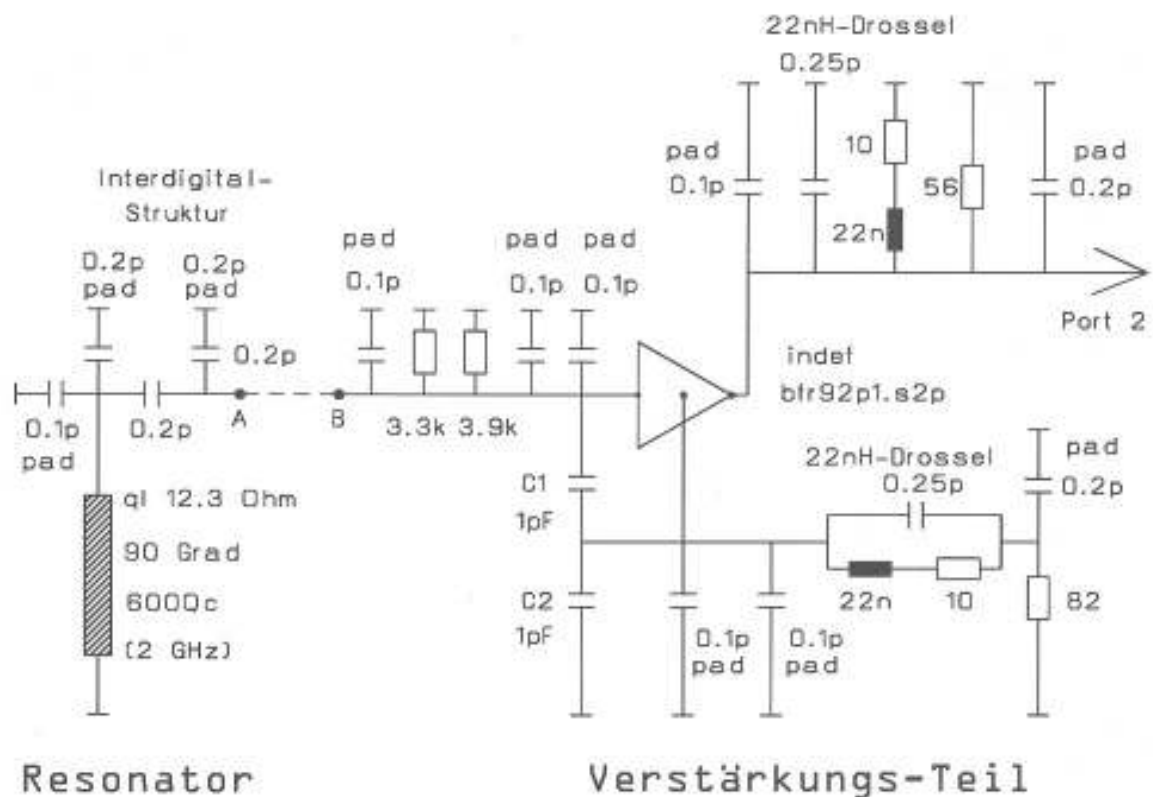 22nH-Drossel
0.25p
pad
0.1p
10
22n
56
pad
0.2p
Port 2
Interdigital-
Struktur
0.2p
pad
0.2p
pad
0.2p
A
B
0.1p
pad
0.2p
pad
0.1p
3.3k
3.9k
pad
0.1p
pad
0.1p
indef
bfr92p1.s2p
ql 12.3 Ohm
90 Grad
600Qc
(2 GHz)
C1
1pF
C2
1pF
0.1p
pad
0.1p
pad
22nH-Drossel
0.25p
22n
10
pad
0.2p
82
Resonator
Verstärkungs-Teil